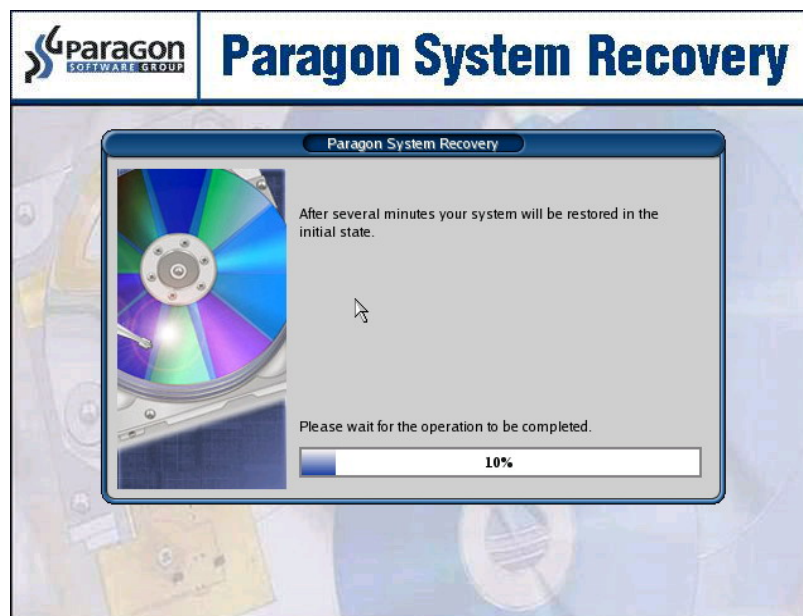 Paragon
SOFTWARE GROUP
Paragon System Recovery
Paragon System Recovery
After several minutes your system will be restored in the
initial state.
Please wait for the operation to be completed.
10%